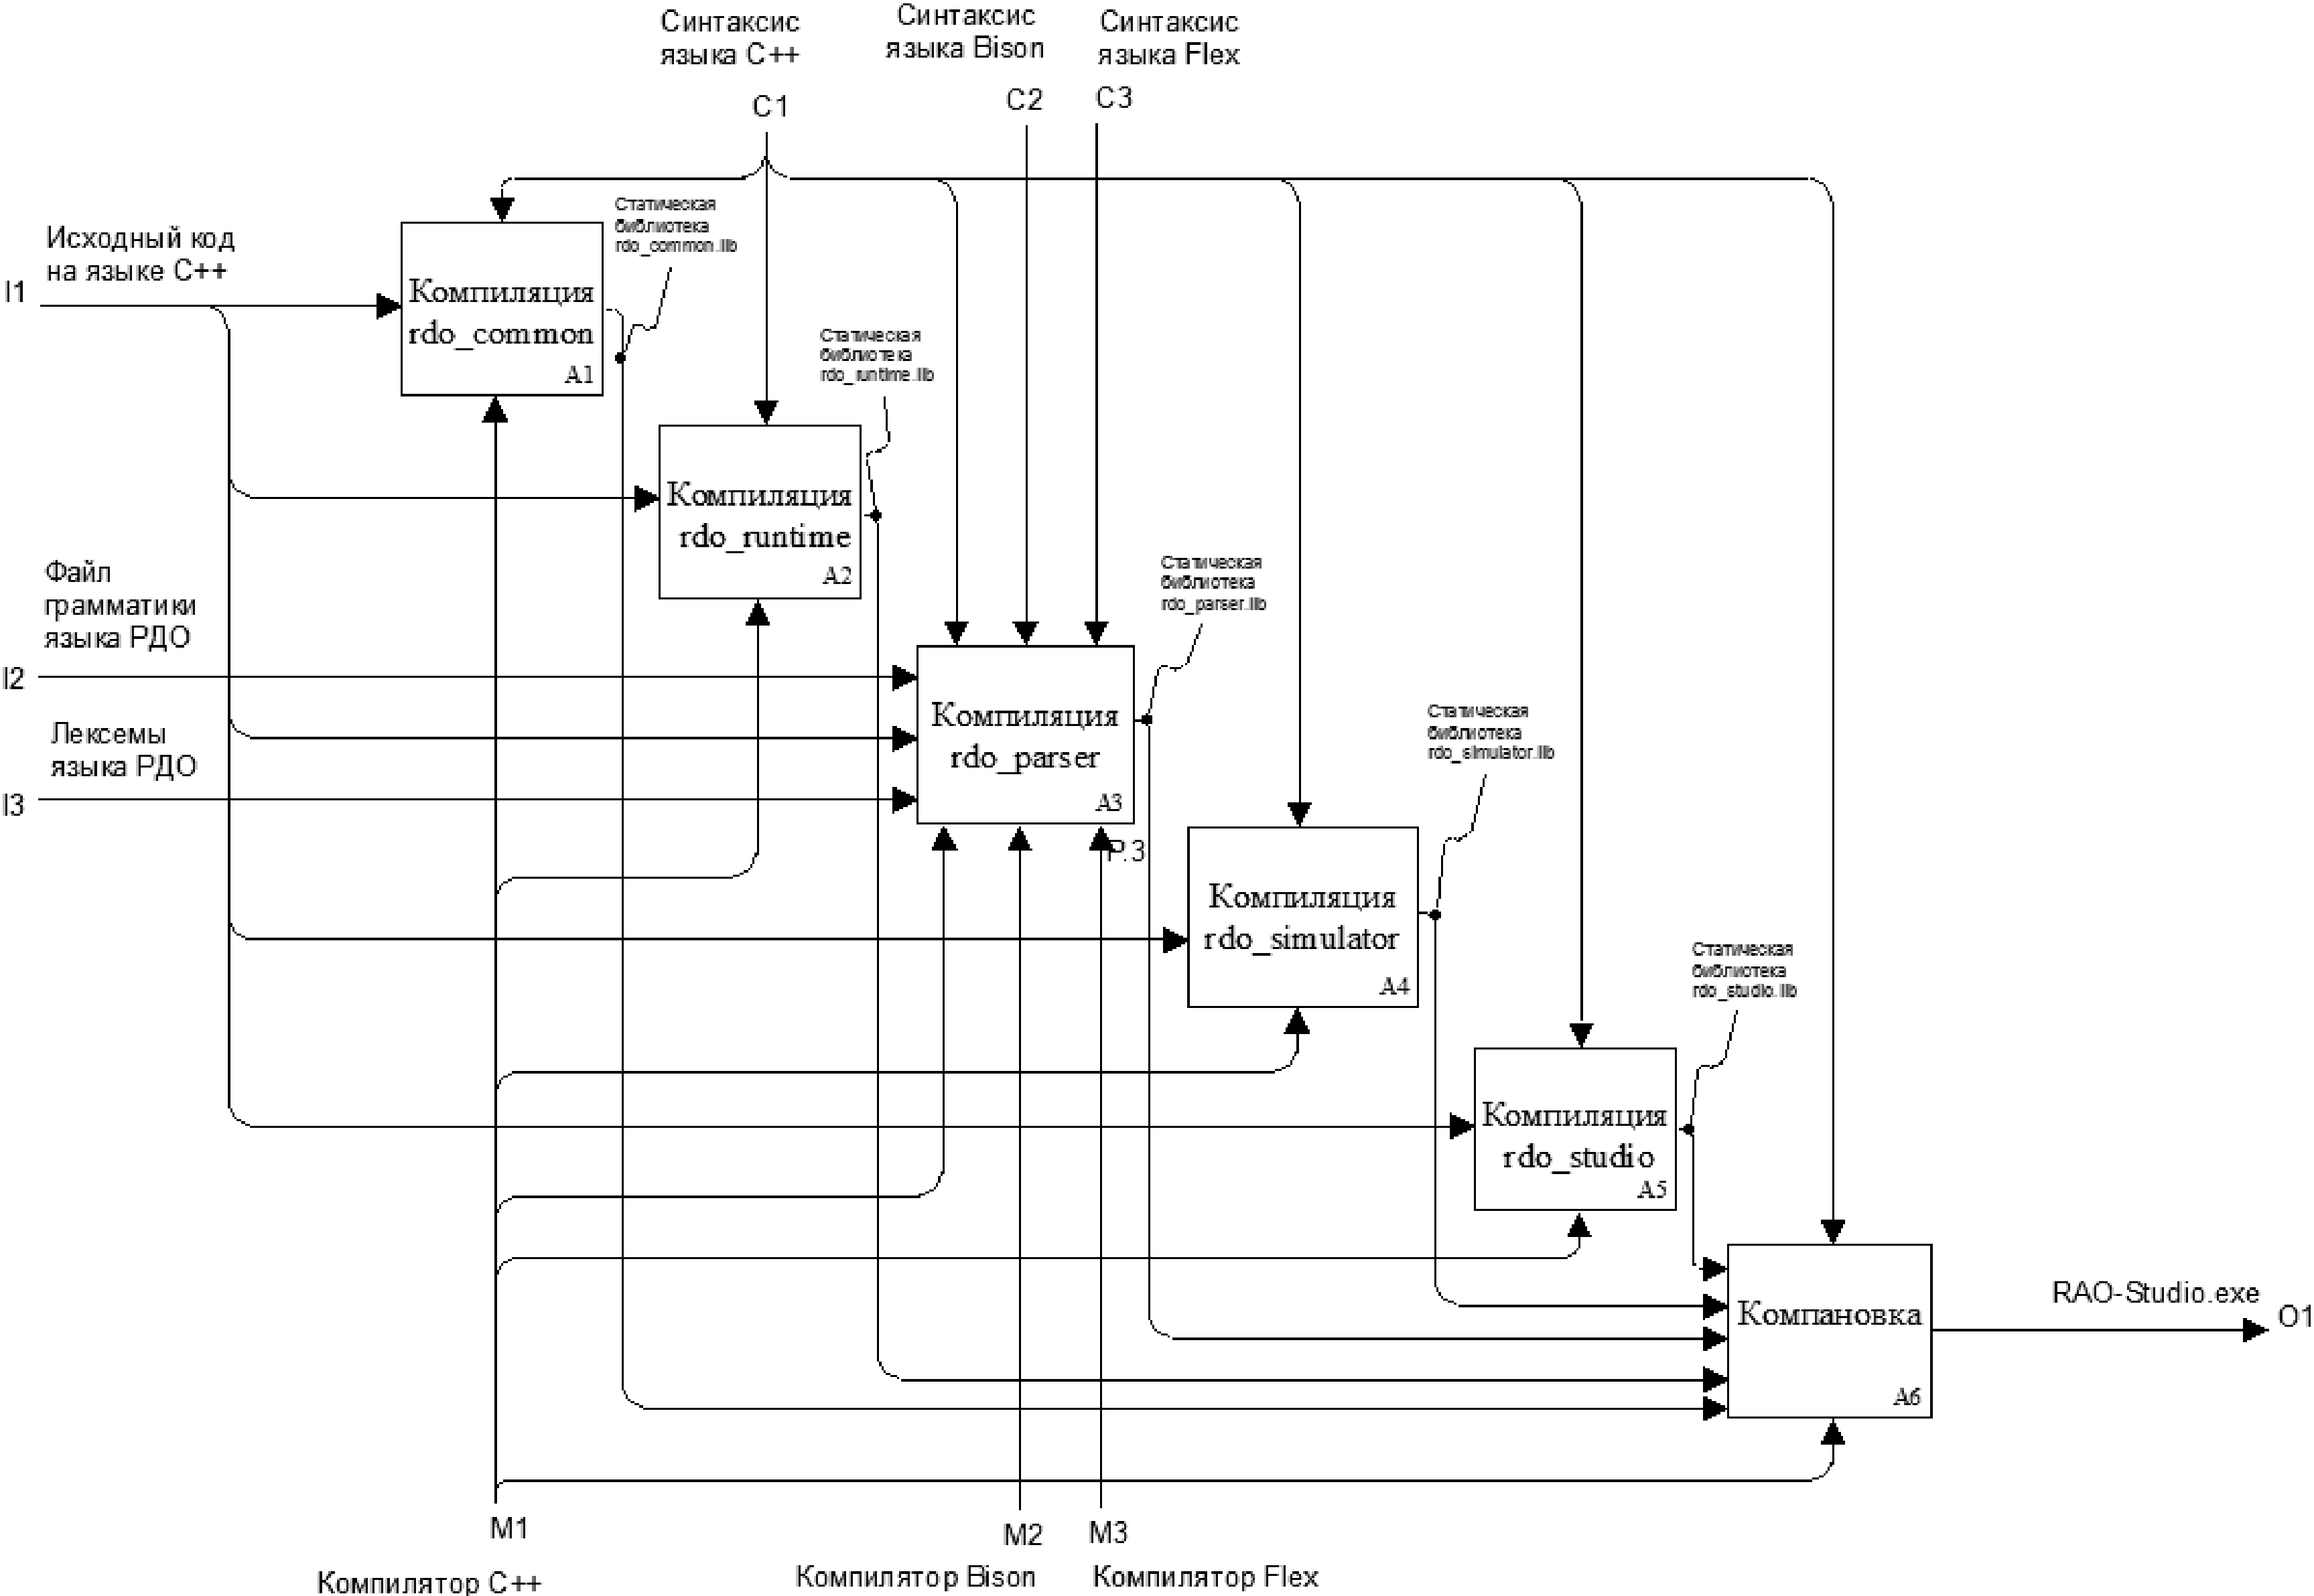 Синтаксис
языка C++
C1
Синтаксис
языка Bison
C2
Синтаксис
языка Flex
C3
Исходный код
на языке C++
I1
Компиляция
rdo_common
A1
Статическая
библиотека
rdo_common.lib
Компиляция
rdo_runtime
A2
Статическая
библиотека
rdo_runtime.lib
Файл
грамматики
языка РДО
I2
Лексемы
языка РДО
I3
Компиляция
rdo_parser
A3
P.3
Статическая
библиотека
rdo_parser.lib
Компиляция
rdo_simulator
A4
Статическая
библиотека
rdo_simulator.lib
Компиляция
rdo_studio
A5
Статическая
библиотека
rdo_studio.lib
Компановка
A6
RAO-Studio.exe
O1
M1
Компилятор C++
M2
Компилятор Bison
M3
Компилятор Flex